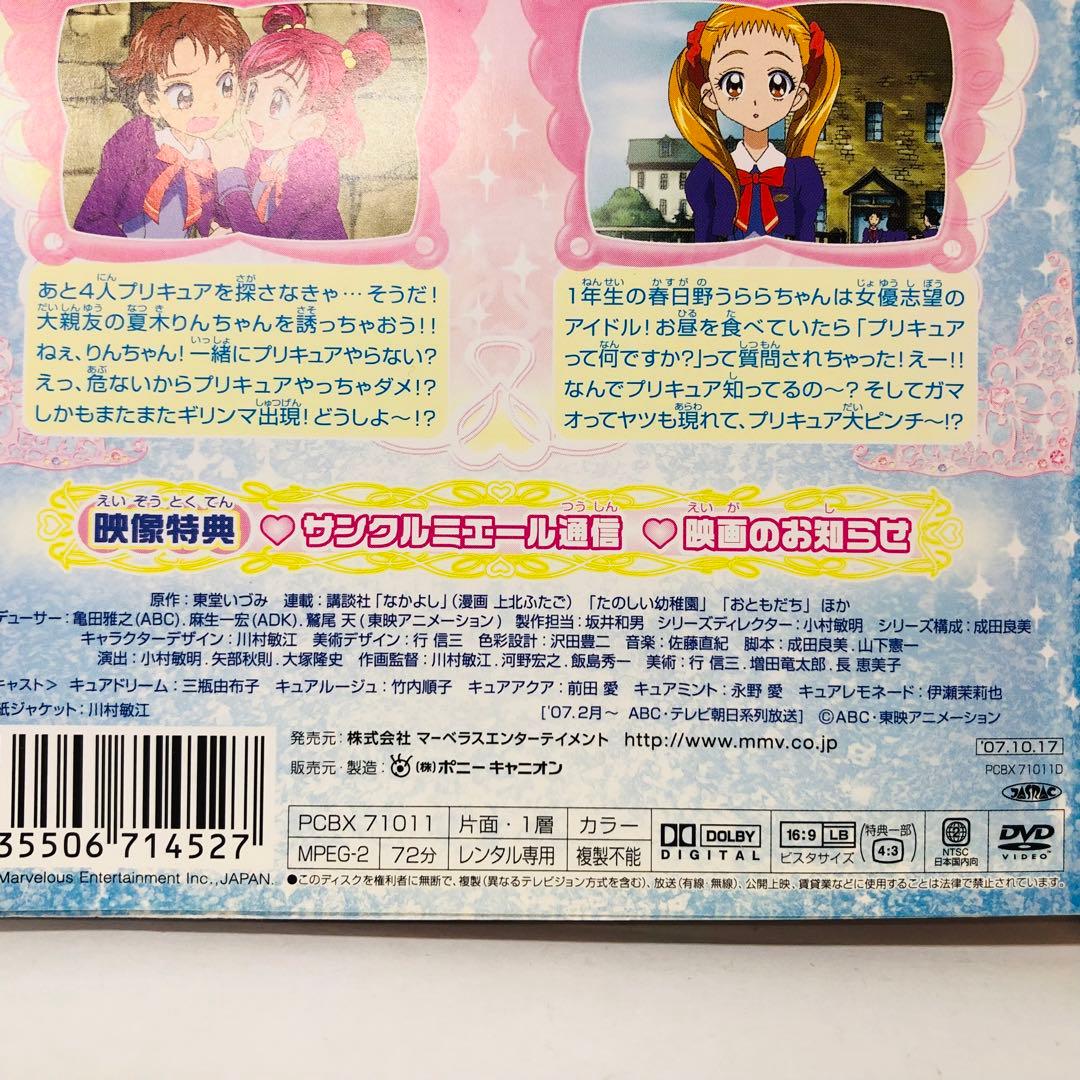 あと4人プリキュアを探さなきゃ…そうだ!
大親友の夏木りんちゃんを誘っちゃおう!!
ねぇ、りんちゃん!一緒にプリキュアやらない?
えっ、危ないからプリキュアやっちゃダメ!?
しかもまたまたギリンマ出現!どうしよ〜!?
1年生の春日野うららちゃんは女優志望の
アイドル!お昼を食べていたら「プリキュア
って何ですか?」って質問されちゃった!えー!!
なんでプリキュア知ってるの〜?そしてガマ
オってヤツも現れて、プリキュア大ピンチ〜!?
映像特典 ♥サンクルミエール通信 ♥映画のお知らせ
原作:東堂いづみ 連載:講談社「なかよし」(漫画 上北ふたご) 「たのしい幼稚園」 「おともだち」 ほか
デューサー:亀田雅之(ABC).麻生一宏(ADK).鷲尾 天(東映アニメーション) 製作担当:坂井和男 シリーズディレクター:小村敏明 シリーズ構成:成田良美
キャラクターデザイン:川村敏江 美術デザイン:行 信三 色彩設計:沢田豊二 音楽:佐藤直紀 脚本:成田良美.山下憲一
演出:小村敏明.矢部秋則.大塚隆史 作画監督:川村敏江.河野宏之.飯島秀一 美術:行 信三.増田竜太郎.長 恵美子
キャスト> キュアドリーム:三瓶由布子 キュアルージュ:竹内順子 キュアアクア:前田 愛 キュアミント:永野 愛 キュアレモネード:伊瀬茉莉也
紙ジャケット:川村敏江
['07.2月〜 ABC・テレビ朝日系列放送] ©ABC・東映アニメーション
発売元:株式会社 マーベラスエンターテイメント http://www.mmv.co.jp
販売元・製造:(株)ポニーキャニオン
'07.10.17
PCBX 71011D
JASRAC
35506 714527
Marvelous Entertainment Inc., JAPAN.
PCBX 71011 片面・1層 カラー
MPEG-2 72分 レンタル専用 複製不能
DOLBY DIGITAL
16:9 LB ビスタサイズ (特典一部 4:3)
2 NTSC 日本国内向
DVD VIDEO
●このディスクを権利者に無断で、複製(異なるテレビジョン方式を含む)、放送(有線・無線)、公開上映、賃貸業などに使用することは法律で禁止されています。